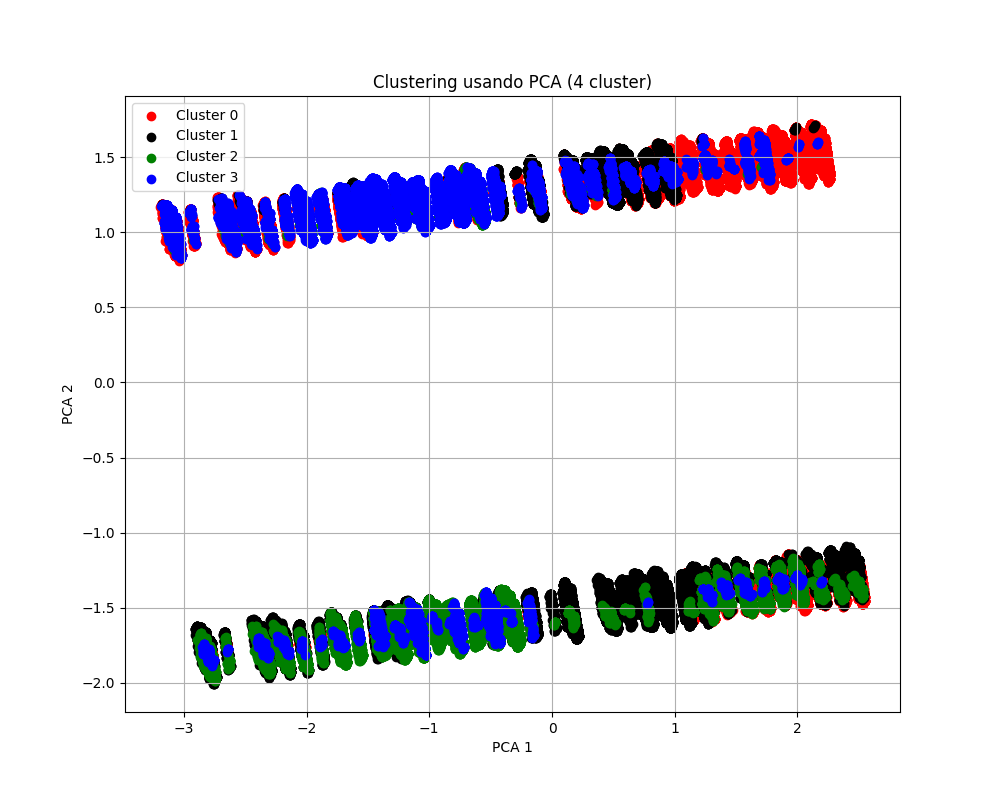 Clustering usando PCA (4 cluster)
Cluster 0
Cluster 1
Cluster 2
Cluster 3
1.5
1.0
0.5
0.0
−0.5
−1.0
−1.5
−2.0
PCA 2
−3
−2
−1
0
1
2
PCA 1